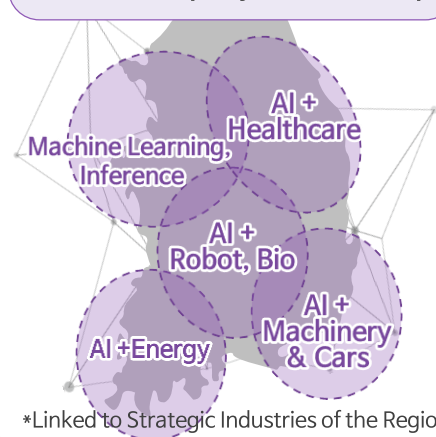 AI +
Healthcare
Machine Learning,
Inference
AI +
Robot, Bio
AI +
Machinery
& Cars
AI +Energy
*Linked to Strategic Industries of the Regio